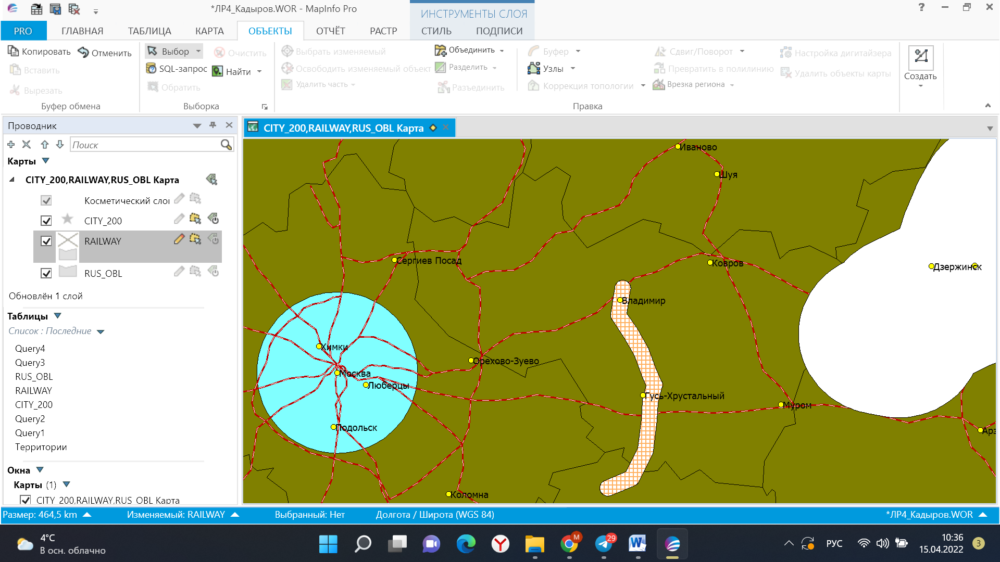 *ЛР4_Кадыров.WOR - MapInfo Pro
ИНСТРУМЕНТЫ СЛОЯ
PRO
ГЛАВНАЯ
ТАБЛИЦА
КАРТА
ОБЪЕКТЫ
ОТЧЁТ
РАСТР
СТИЛЬ
ПОДПИСИ
Копировать
Отменить
Вставить
Вырезать
Буфер обмена
Выбор
Очистить
SQL-запрос
Найти
Обратить
Выборка
Выбрать изменяемый
Освободить изменяемый объект
Удалить часть
Объединить
Разделить
Разъединить
Буфер
Узлы
Коррекция топологии
Сдвиг/Поворот
Превратить в полилинию
Врезка региона
Настройка дигитайзера
Удалить объекты карты
Правка
Создать
Проводник
Поиск
Карты
CITY_200,RAILWAY,RUS_OBL Карта
Косметический сло
CITY_200
RAILWAY
RUS_OBL
Обновлён 1 слой
Таблицы
Список : Последние
Query4
Query3
RUS_OBL
RAILWAY
CITY_200
Query2
Query1
Территории
Окна
Карты (1)
CITY_200,RAILWAY,RUS_OBL Карта
CITY_200,RAILWAY,RUS_OBL Карта
Иваново
Шуя
Сергиев Посад
Ковров
Дзержинск
Владимир
Химки
Орехово-Зуево
Москва
Люберцы
Гусь-Хрустальный
Муром
Подольск
Арз
Коломна
Размер: 464,5 km
Изменяемый: RAILWAY
Выбранный: Нет
Долгота / Широта (WGS 84)
*ЛР4_Кадыров.WOR
4°C
В осн. облачно
M
29
РУС
10:36
15.04.2022
3